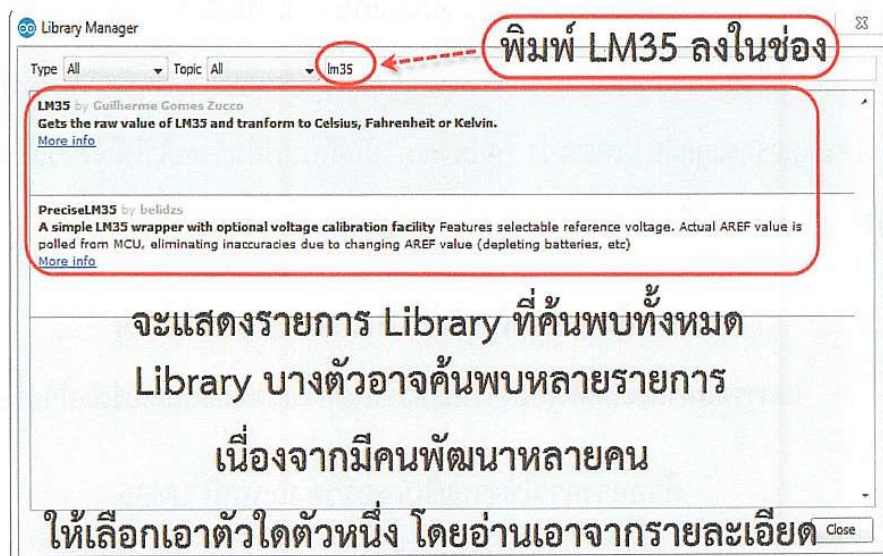 Library Manager
พิมพ์ LM35 ลงในช่อง
Type All Topic All lm35
LM35 by Guilherme Gomes Zucco
Gets the raw value of LM35 and tranform to Celsius, Fahrenheit or Kelvin.
More info
PreciseLM35 by belidzs
A simple LM35 wrapper with optional voltage calibration facility Features selectable reference voltage. Actual AREF value is
polled from MCU, eliminating inaccuracies due to changing AREF value (depleting batteries, etc)
More info
จะแสดงรายการ Library ที่ค้นพบทั้งหมด
Library บางตัวอาจค้นพบหลายรายการ
เนื่องจากมีคนพัฒนาหลายคน
ให้เลือกเอาตัวใดตัวหนึ่ง โดยอ่านเอาจากรายละเอียด
Close